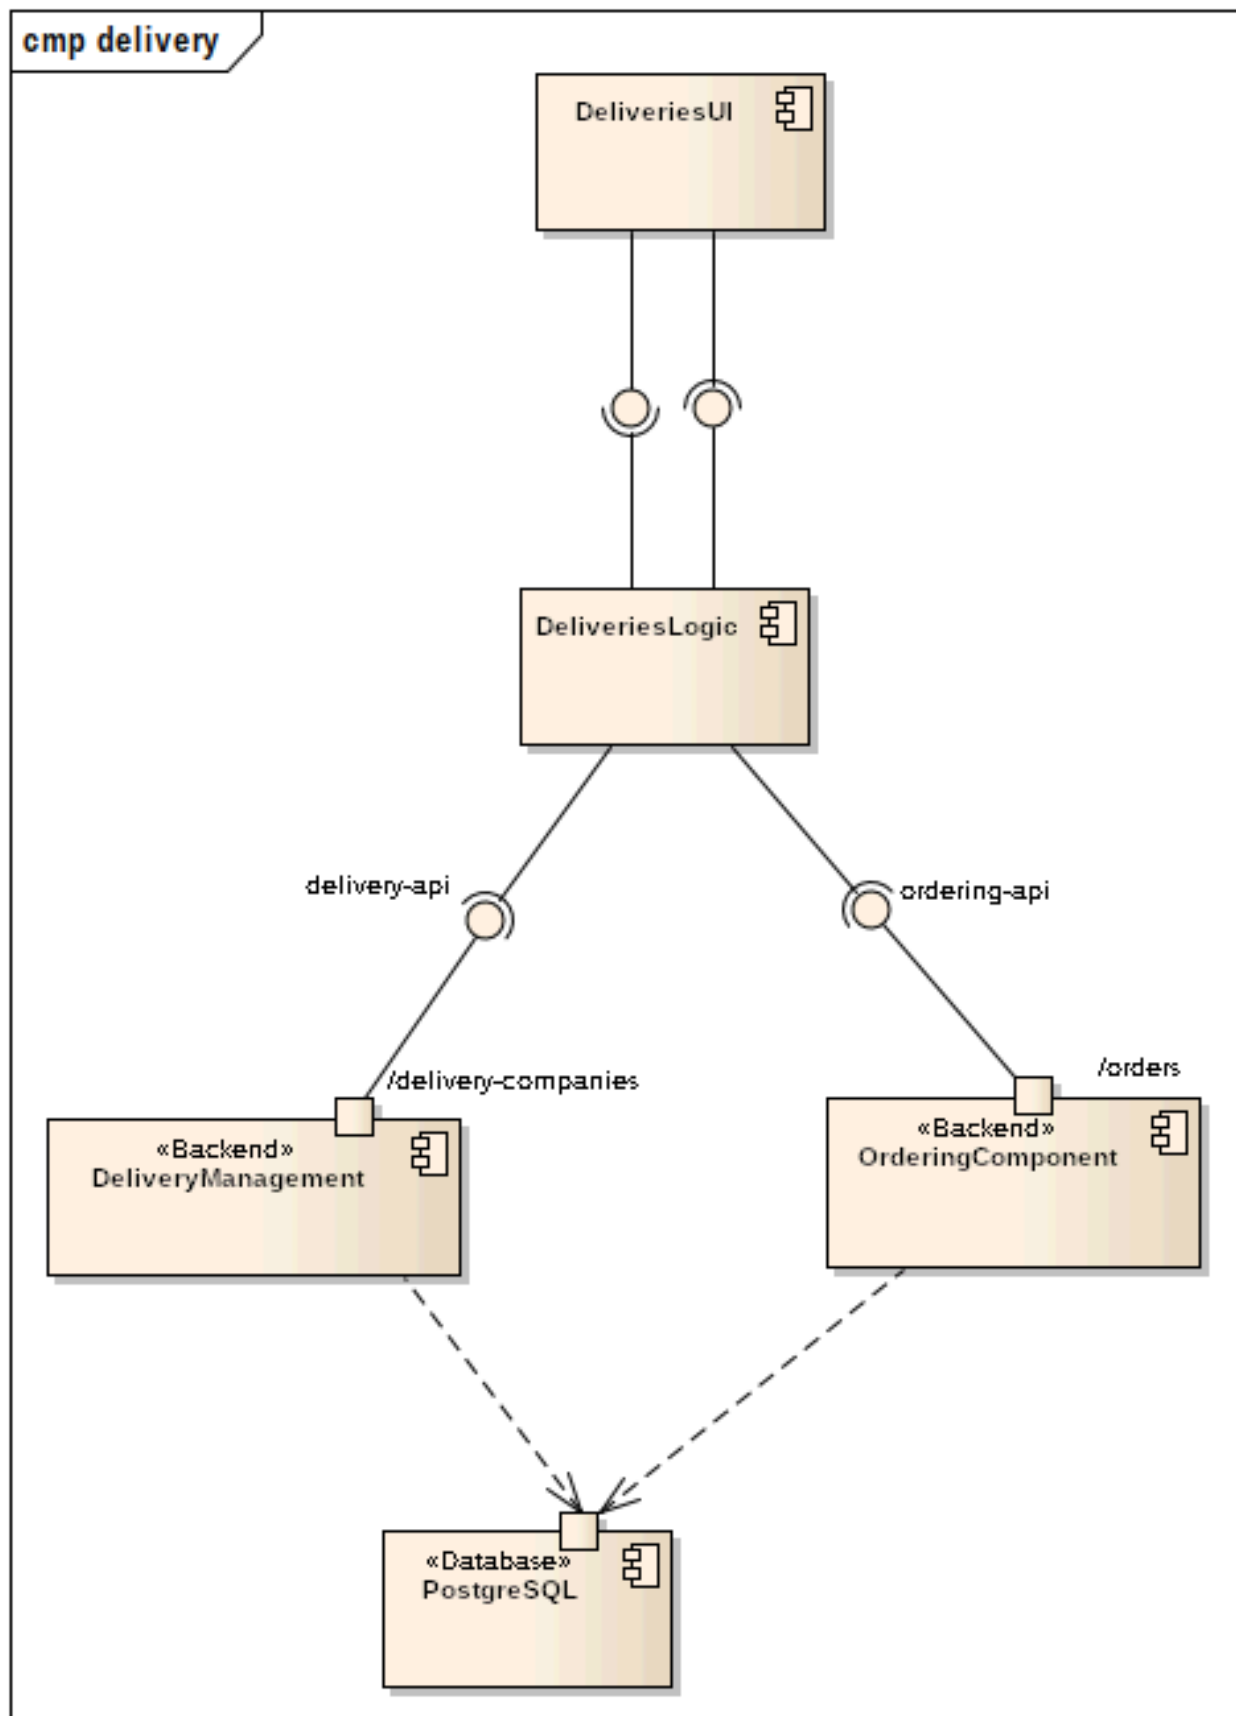 cmp delivery
DeliveriesUI
DeliveriesLogic
delivery-api
ordering-api
/delivery-companies
/orders
«Backend»
DeliveryManagement
«Backend»
OrderingComponent
«Database»
PostgreSQL